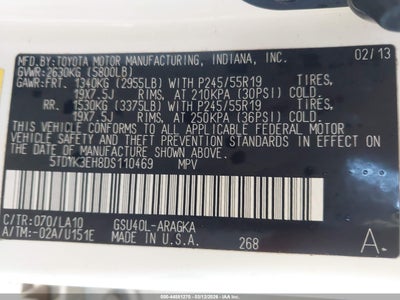 MFD.BY:TOYOTA MOTOR MANUFACTURING, INDIANA, INC. 02/13
GVWR:2630KG (5800LB)
GAWR:FRT. 1340KG (2955LB) WITH P245/55R19 TIRES,
19X7.5J RIMS, AT 210KPA (30PSI) COLD.
RR. 1530KG (3375LB) WITH P245/55R19 TIRES,
19X7.5J RIMS, AT 250KPA (36PSI) COLD.
THIS VEHICLE CONFORMS TO ALL APPLICABLE FEDERAL MOTOR
VEHICLE SAFETY STANDARDS IN EFFECT ON THE DATE OF
MANUFACTURE SHOWN ABOVE.
5TDYK3EH8DS110469 MPV
C/TR:070/LA10 GSU40L-ARAGKA
A/TM:-02A/U151E MADE IN U.S.A. 268 A.